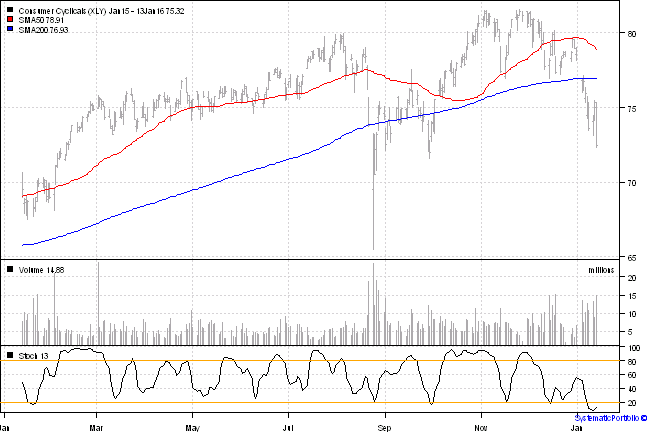 Consumer Cyclicals (XLY) Jan15 - 13Jan16 75.32
SMA50 78.91
SMA200 76.93
80
75
70
65
Volume 14.88
millions
20
15
10
5
Stoch 13
100
80
60
40
20
Jan Mar May Jul Sep Nov Jan
SystematicPortfolio ©